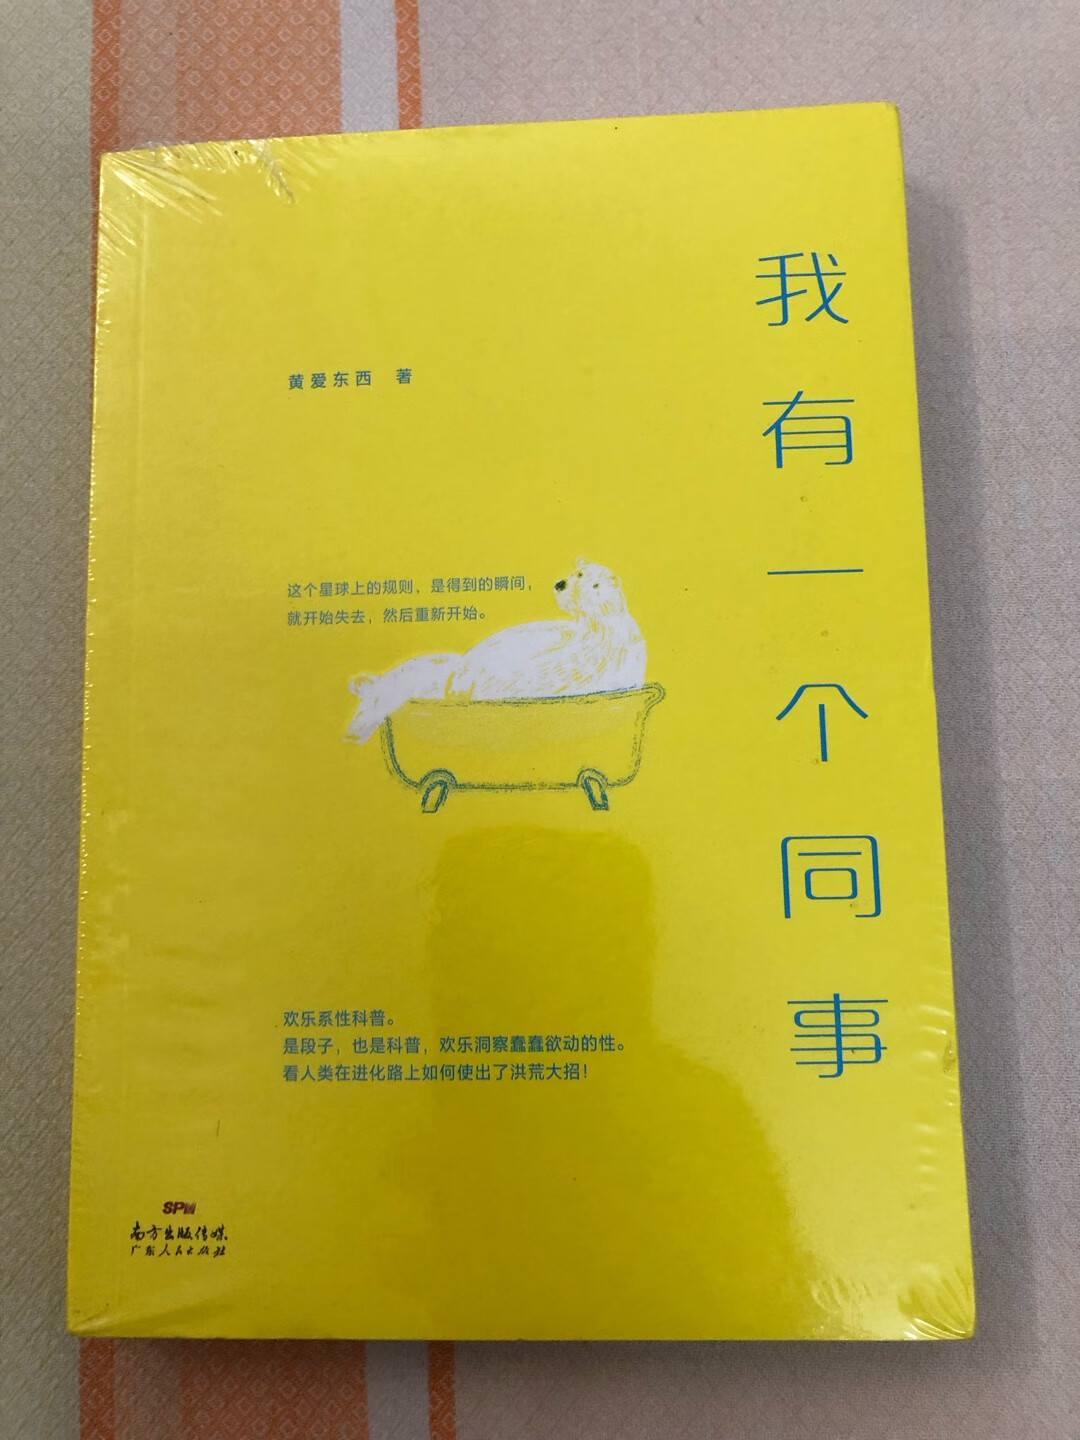 我有一个同事
黄爱东西 著
这个星球上的规则，是得到的瞬间，
就开始失去，然后重新开始。
欢乐系性科普。
是段子，也是科普，欢乐洞察蠢蠢欲动的性。
看人类在进化路上如何使出了洪荒大招！
SPM
南方出版传媒
广东人民出版社